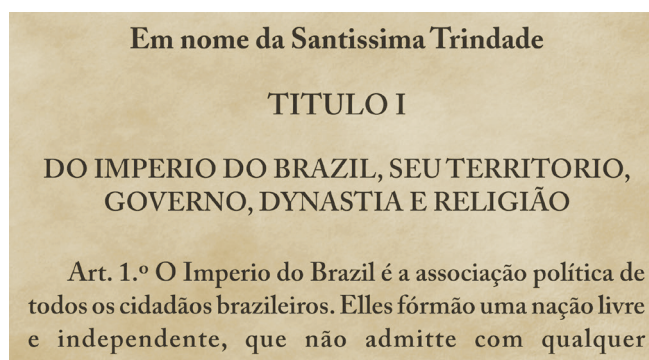 Em nome da Santissima Trindade
TITULO I
DO IMPERIO DO BRAZIL, SEU TERRITORIO,
GOVERNO, DYNASTIA E RELIGIÃO
Art. 1.º O Imperio do Brazil é a associação política de
todos os cidadãos brazileiros. Elles fórmão uma nação livre
e independente, que não admitte com qualquer